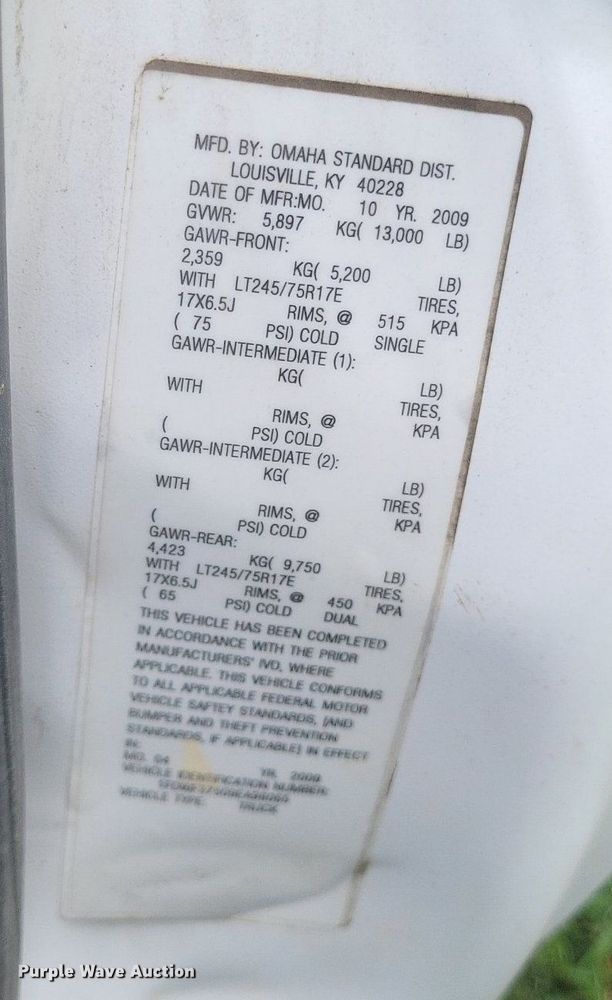 MFD. BY: OMAHA STANDARD DIST.
LOUISVILLE, KY 40228
DATE OF MFR:MO. 10 YR. 2009
GVWR: 5,897 KG( 13,000 LB)
GAWR-FRONT:
2,359 KG( 5,200 LB)
WITH LT245/75R17E TIRES,
17X6.5J RIMS, @ 515 KPA
( 75 PSI) COLD SINGLE
GAWR-INTERMEDIATE (1):
KG( LB)
WITH TIRES,
RIMS, @ KPA
( PSI) COLD
GAWR-INTERMEDIATE (2):
KG( LB)
WITH TIRES,
RIMS, @ KPA
( PSI) COLD
GAWR-REAR:
4,423 KG( 9,750 LB)
WITH LT245/75R17E TIRES,
17X6.5J RIMS, @ 450 KPA
( 65 PSI) COLD DUAL
THIS VEHICLE HAS BEEN COMPLETED
IN ACCORDANCE WITH THE PRIOR
MANUFACTURERS' IVD, WHERE
APPLICABLE. THIS VEHICLE CONFORMS
TO ALL APPLICABLE FEDERAL MOTOR
VEHICLE SAFTEY STANDARDS, [AND
BUMPER AND THEFT PREVENTION
STANDARDS, IF APPLICABLE] IN EFFECT
IN:
MO. 04 YR. 2009
VEHICLE IDENTIFICATION NUMBER:
VEHICLE TYPE: TRUCK
Purple Wave Auction